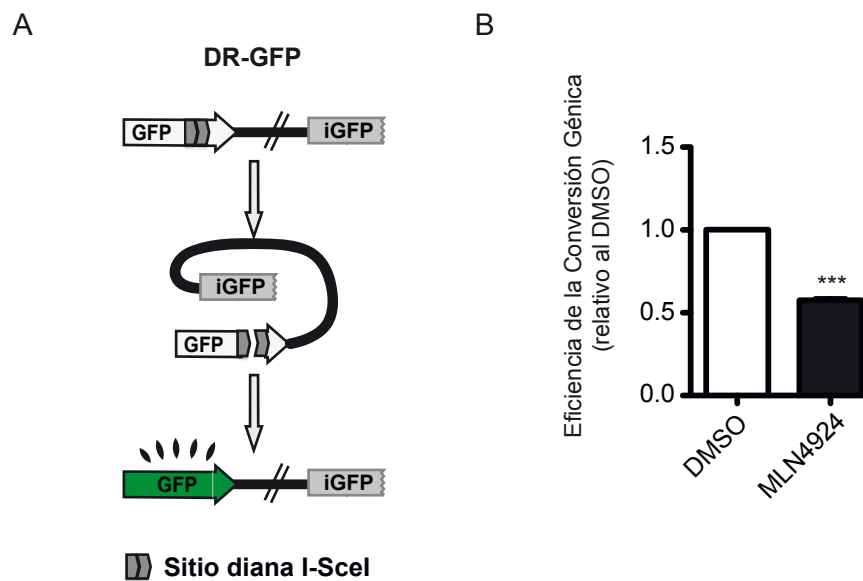 A
DR-GFP
GFP
iGFP
iGFP
GFP
GFP
iGFP
Sitio diana I-SceI
B
Eficiencia de la Conversión Génica
(relativo al DMSO)
1.5
1.0
0.5
0.0
***
DMSO
MLN4924